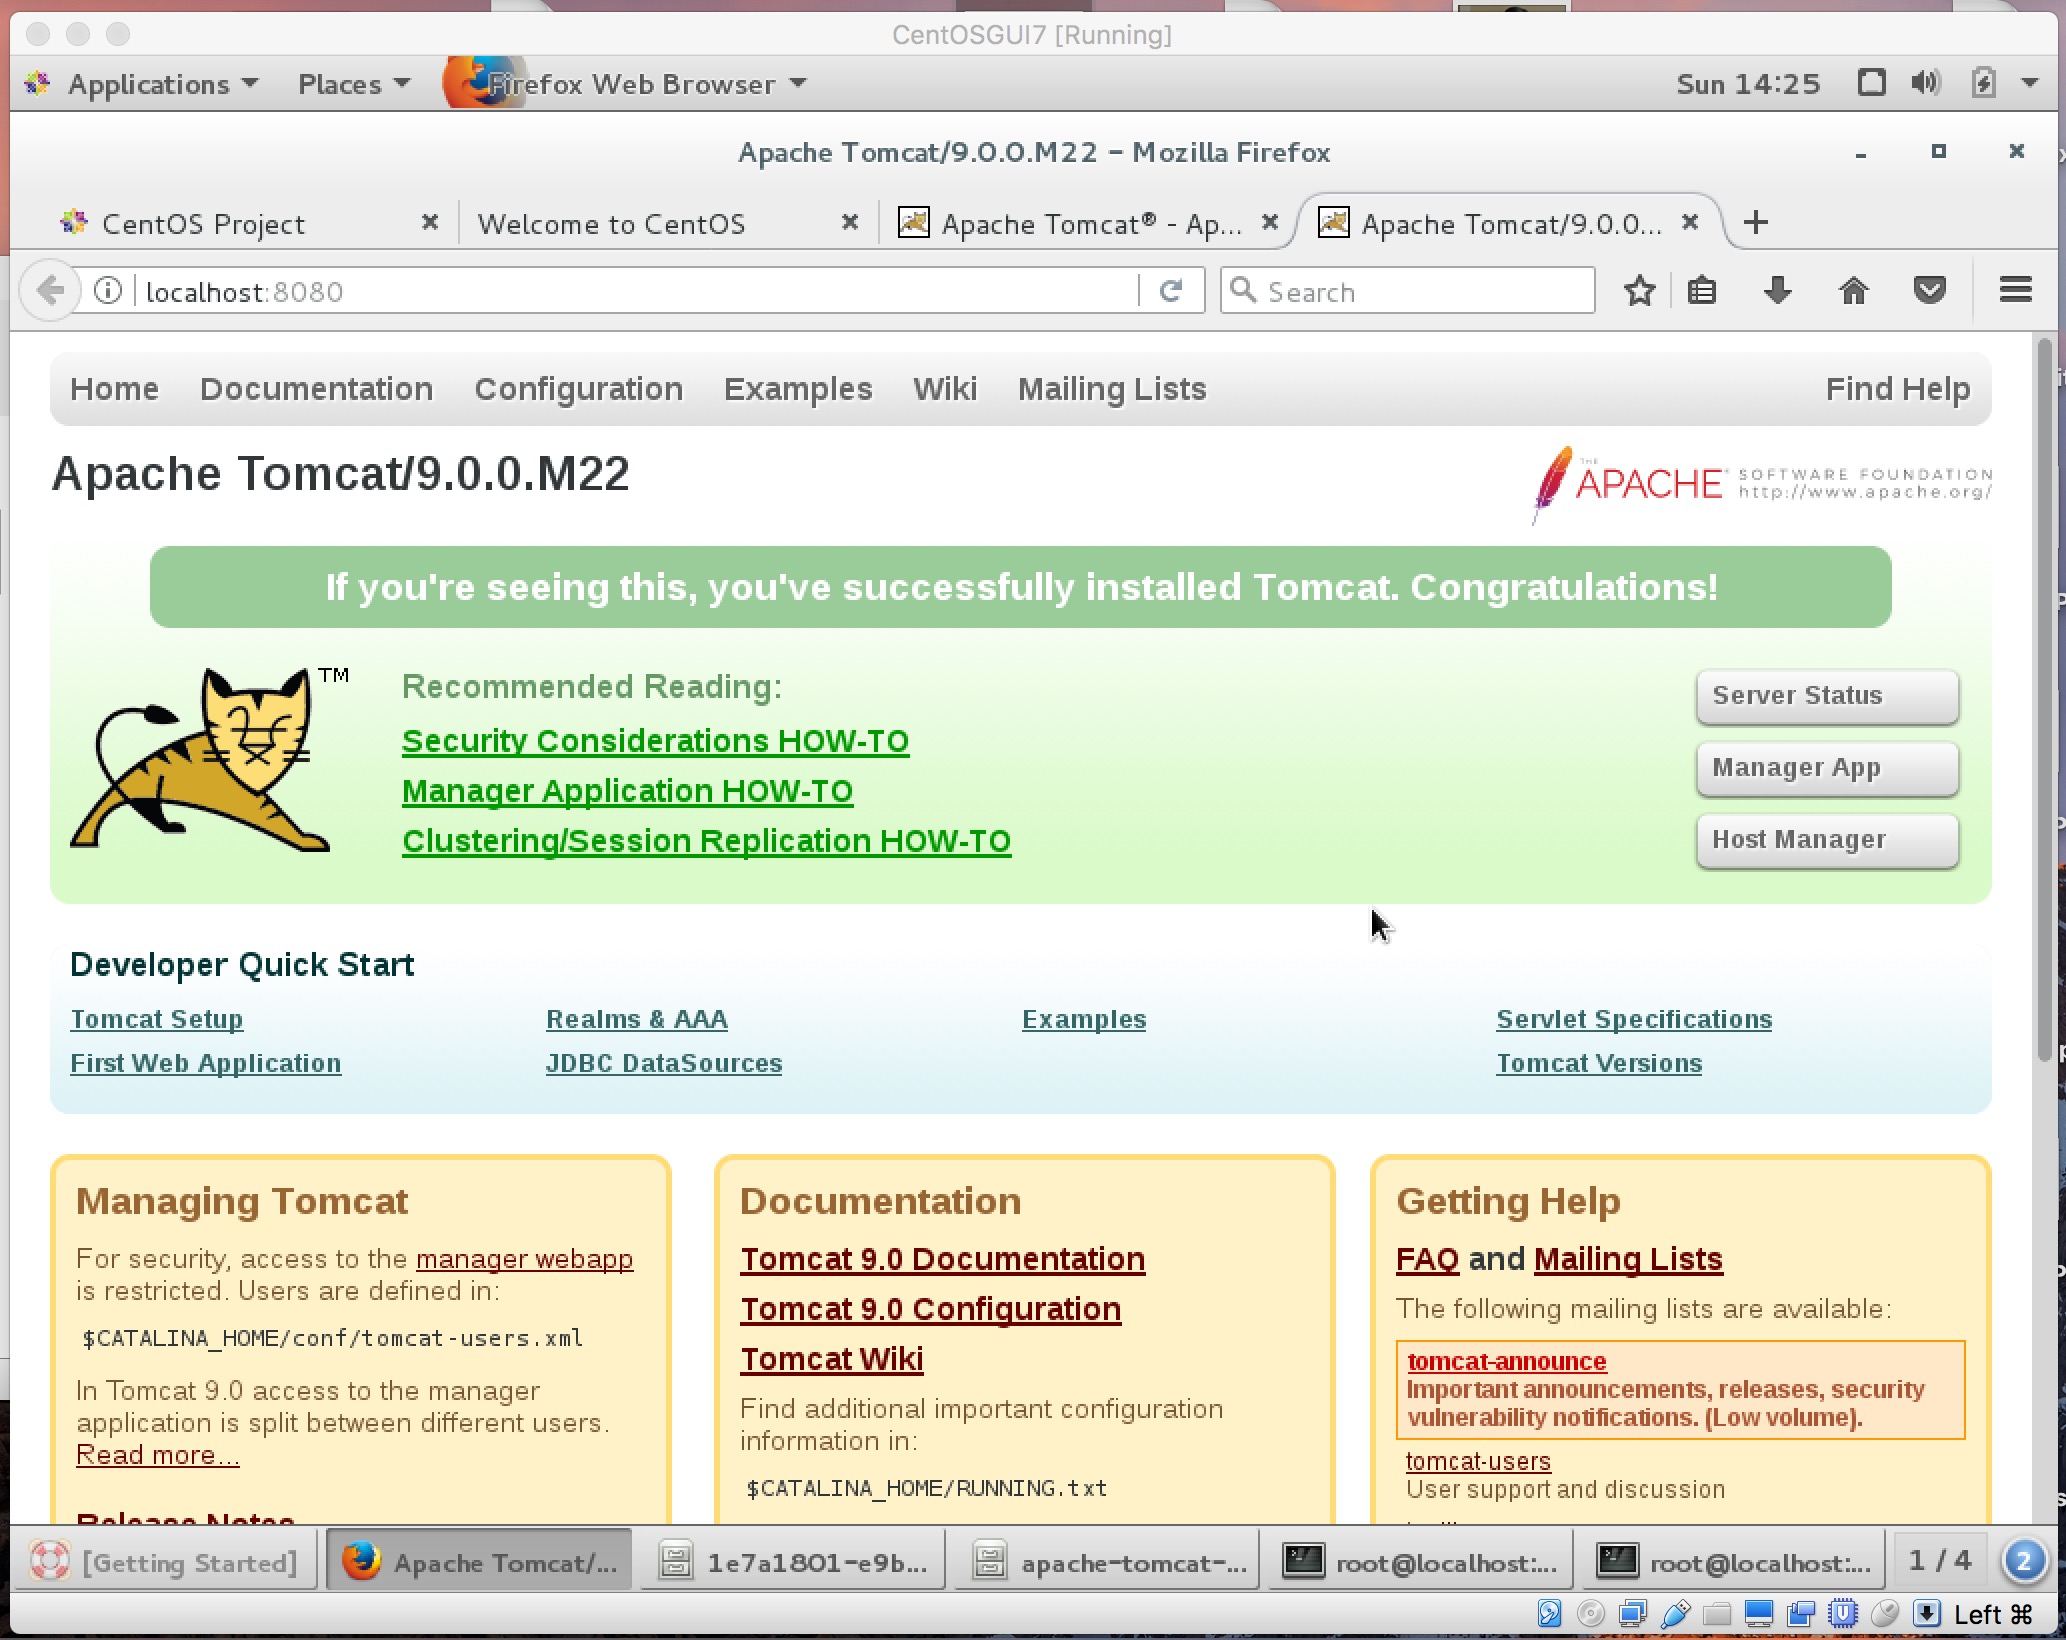 CentOSGUI7 [Running]
Applications Places Firefox Web Browser Sun 14:25
Apache Tomcat/9.0.0.M22 - Mozilla Firefox
CentOS Project Welcome to CentOS Apache Tomcat® - Ap... Apache Tomcat/9.0.0...
localhost:8080 Search
Home Documentation Configuration Examples Wiki Mailing Lists Find Help
Apache Tomcat/9.0.0.M22
THE APACHE SOFTWARE FOUNDATION
http://www.apache.org/
If you're seeing this, you've successfully installed Tomcat. Congratulations!
TM
Recommended Reading:
Security Considerations HOW-TO
Manager Application HOW-TO
Clustering/Session Replication HOW-TO
Server Status
Manager App
Host Manager
Developer Quick Start
Tomcat Setup Realms & AAA Examples Servlet Specifications
First Web Application JDBC DataSources Tomcat Versions
Managing Tomcat
For security, access to the manager webapp
is restricted. Users are defined in:
$CATALINA_HOME/conf/tomcat-users.xml
In Tomcat 9.0 access to the manager
application is split between different users.
Read more...
Release Notes
Documentation
Tomcat 9.0 Documentation
Tomcat 9.0 Configuration
Tomcat Wiki
Find additional important configuration
information in:
$CATALINA_HOME/RUNNING.txt
Getting Help
FAQ and Mailing Lists
The following mailing lists are available:
tomcat-announce
Important announcements, releases, security
vulnerability notifications. (Low volume).
tomcat-users
User support and discussion
[Getting Started] Apache Tomcat/... 1e7a1801-e9b... apache-tomcat-... root@localhost:... root@localhost:... 1 / 4 2
Left ⌘